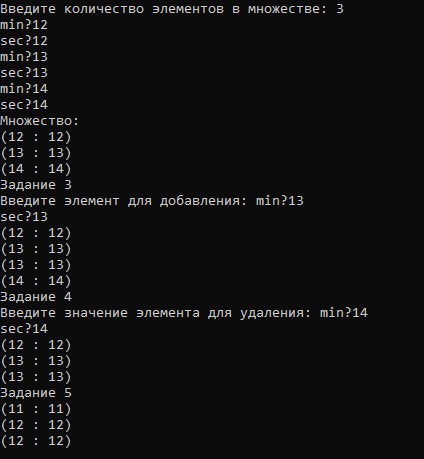 Введите количество элементов в множестве: 3
min?12
sec?12
min?13
sec?13
min?14
sec?14
Множество:
(12 : 12)
(13 : 13)
(14 : 14)
Задание 3
Введите элемент для добавления: min?13
sec?13
(12 : 12)
(13 : 13)
(13 : 13)
(14 : 14)
Задание 4
Введите значение элемента для удаления: min?14
sec?14
(12 : 12)
(13 : 13)
(13 : 13)
Задание 5
(11 : 11)
(12 : 12)
(12 : 12)